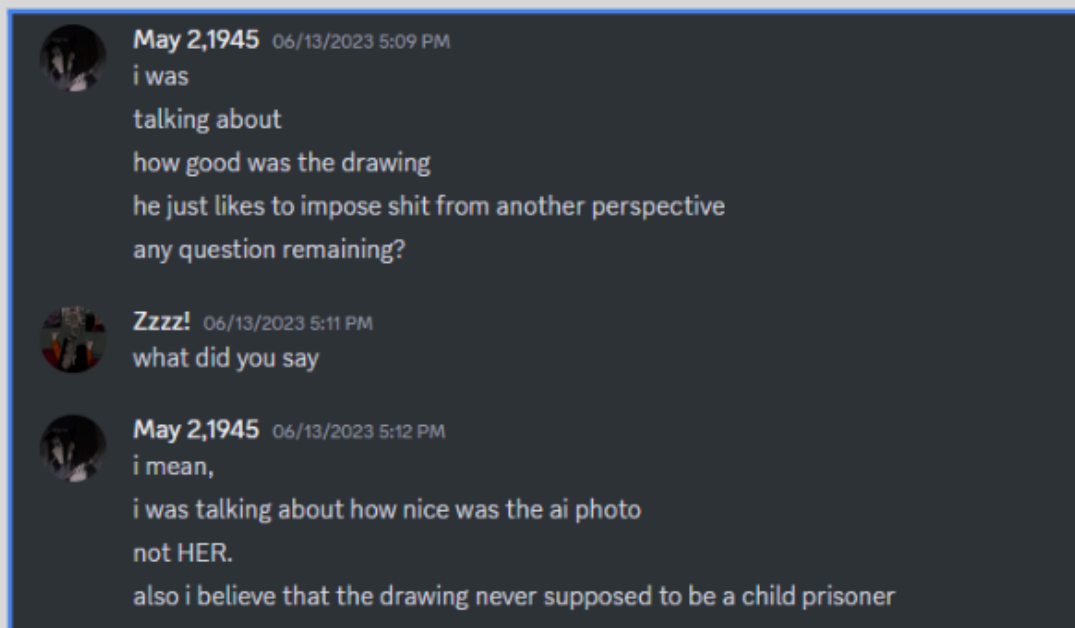 May 2,1945 06/13/2023 5:09 PM
i was
talking about
how good was the drawing
he just likes to impose shit from another perspective
any question remaining?
Zzzz! 06/13/2023 5:11 PM
what did you say
May 2,1945 06/13/2023 5:12 PM
i mean,
i was talking about how nice was the ai photo
not HER.
also i believe that the drawing never supposed to be a child prisoner